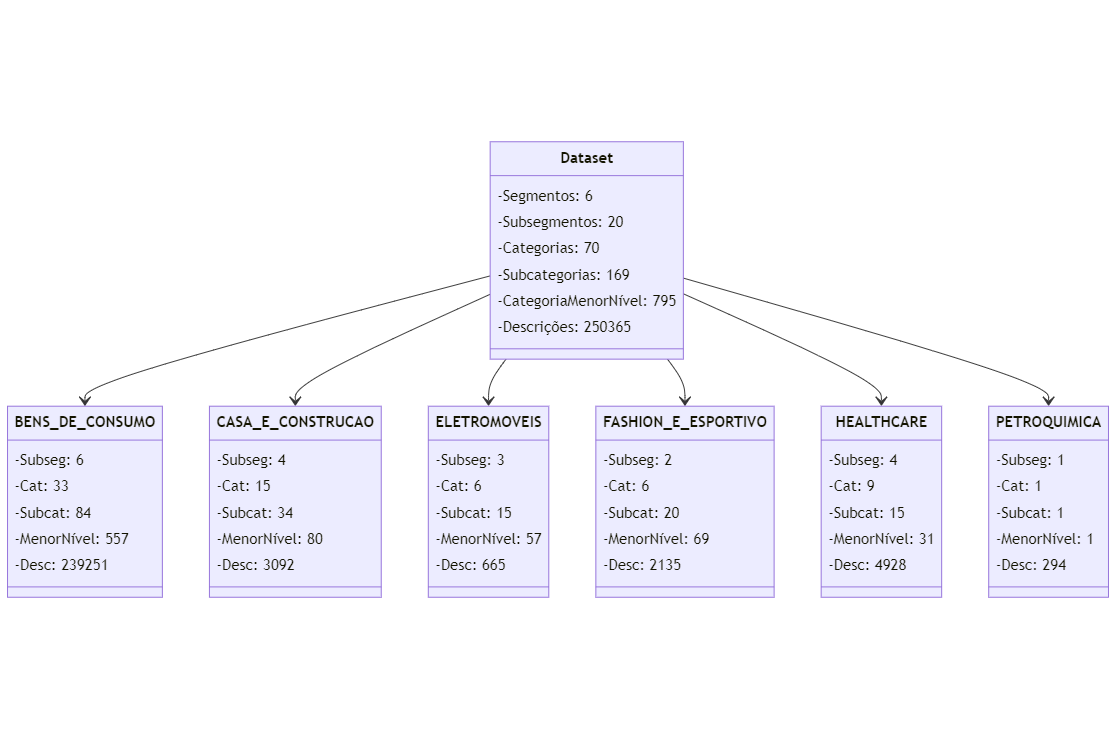 Dataset
-Segmentos: 6
-Subsegmentos: 20
-Categorias: 70
-Subcategorias: 169
-CategoriaMenorNível: 795
-Descrições: 250365
BENS_DE_CONSUMO
-Subseg: 6
-Cat: 33
-Subcat: 84
-MenorNível: 557
-Desc: 239251
CASA_E_CONSTRUCAO
-Subseg: 4
-Cat: 15
-Subcat: 34
-MenorNível: 80
-Desc: 3092
ELETROMOVEIS
-Subseg: 3
-Cat: 6
-Subcat: 15
-MenorNível: 57
-Desc: 665
FASHION_E_ESPORTIVO
-Subseg: 2
-Cat: 6
-Subcat: 20
-MenorNível: 69
-Desc: 2135
HEALTHCARE
-Subseg: 4
-Cat: 9
-Subcat: 15
-MenorNível: 31
-Desc: 4928
PETROQUIMICA
-Subseg: 1
-Cat: 1
-Subcat: 1
-MenorNível: 1
-Desc: 294